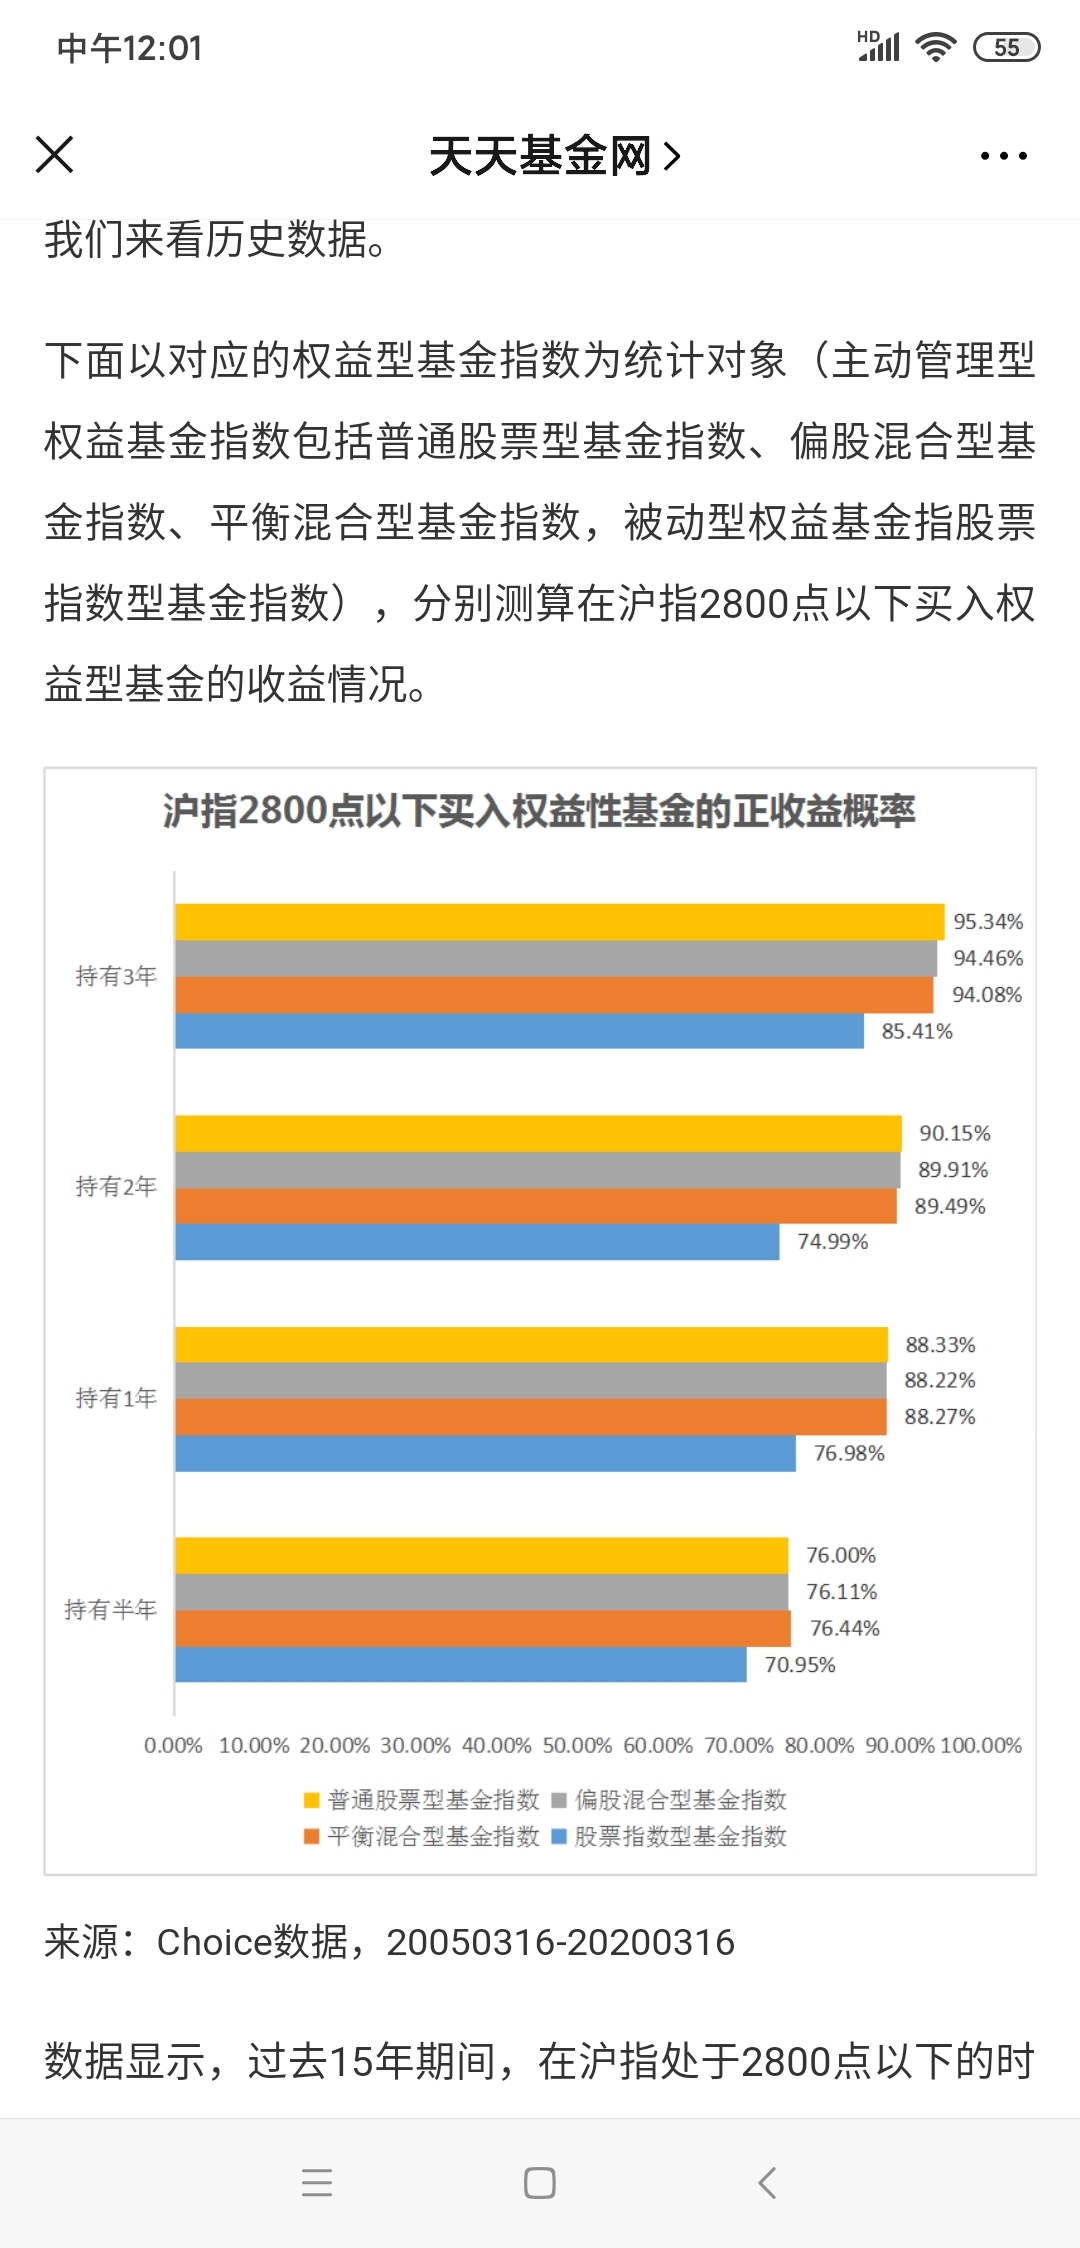 中午12:01
HD
55
天天基金网
我们来看历史数据。
下面以对应的权益型基金指数为统计对象（主动管理型
权益基金指数包括普通股票型基金指数、偏股混合型基
金指数、平衡混合型基金指数，被动型权益基金指股票
指数型基金指数），分别测算在沪指2800点以下买入权
益型基金的收益情况。
沪指2800点以下买入权益性基金的正收益概率
持有3年
95.34%
94.46%
94.08%
85.41%
持有2年
90.15%
89.91%
89.49%
74.99%
持有1年
88.33%
88.22%
88.27%
76.98%
持有半年
76.00%
76.11%
76.44%
70.95%
0.00% 10.00% 20.00% 30.00% 40.00% 50.00% 60.00% 70.00% 80.00% 90.00% 100.00%
普通股票型基金指数 偏股混合型基金指数
平衡混合型基金指数 股票指数型基金指数
来源：Choice数据，20050316-20200316
数据显示，过去15年期间，在沪指处于2800点以下的时